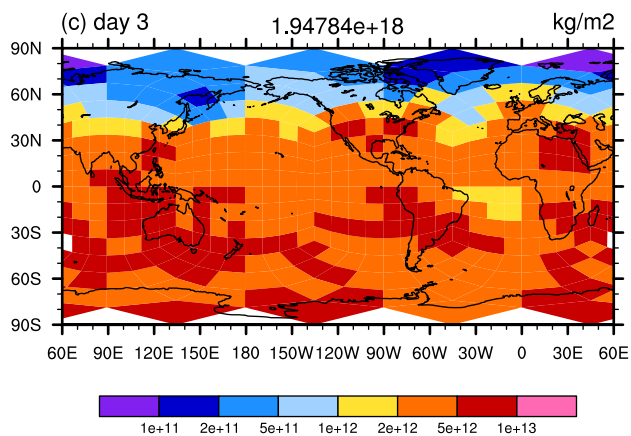 (c) day 3 1.94784e+18 kg/m2
90N
60N
30N
0
30S
60S
90S
60E 90E 120E 150E 180 150W 120W 90W 60W 30W 0 30E 60E
1e+11 2e+11 5e+11 1e+12 2e+12 5e+12 1e+13